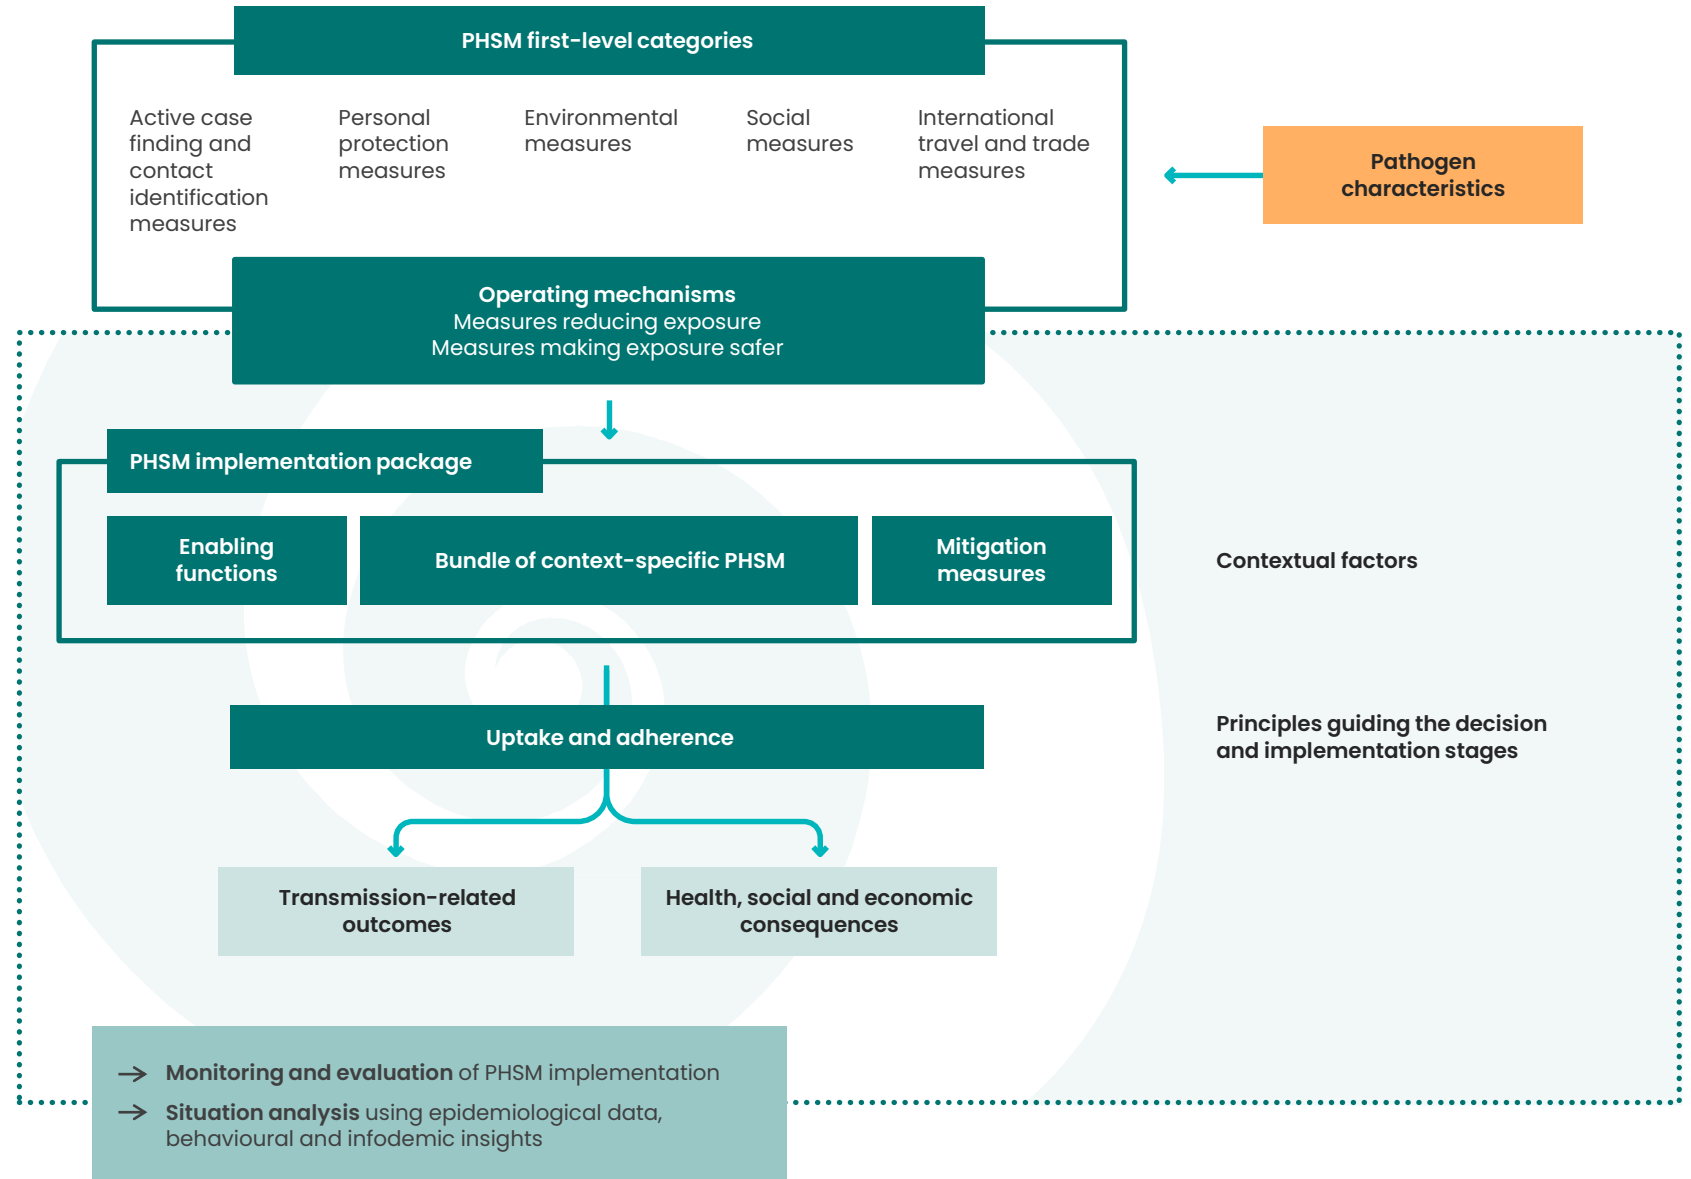 PHSM first-level categories
Active case
finding and
contact
identification
measures
Personal
protection
measures
Environmental
measures
Social
measures
International
travel and trade
measures
Pathogen
characteristics
Operating mechanisms
Measures reducing exposure
Measures making exposure safer
PHSM implementation package
Enabling
functions
Bundle of context-specific PHSM
Mitigation
measures
Contextual factors
Uptake and adherence
Principles guiding the decision
and implementation stages
Transmission-related
outcomes
Health, social and economic
consequences
Monitoring and evaluation of PHSM implementation
Situation analysis using epidemiological data,
behavioural and infodemic insights